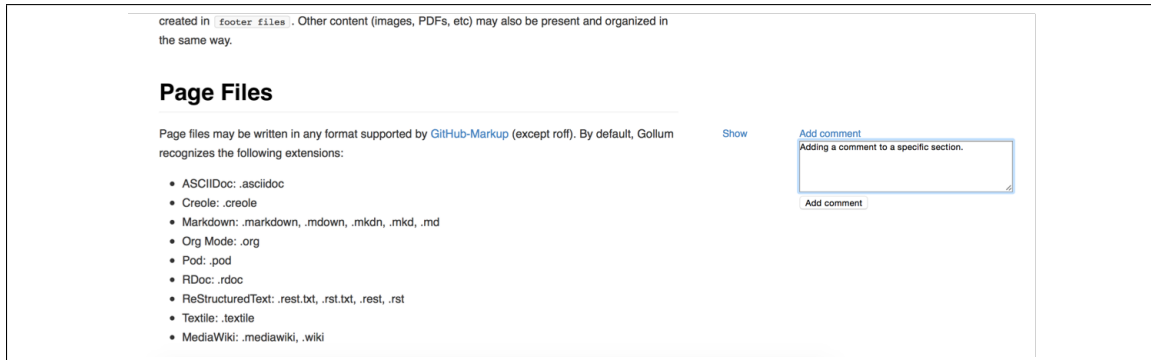 created in footer files . Other content (images, PDFs, etc) may also be present and organized in
the same way.
Page Files
Page files may be written in any format supported by GitHub-Markup (except roff). By default, Gollum
recognizes the following extensions:
Show
Add comment
Adding a comment to a specific section.
Add comment
• ASCIIDoc: .asciidoc
• Creole: .creole
• Markdown: .markdown, .mdown, .mkdn, .mkd, .md
• Org Mode: .org
• Pod: .pod
• RDoc: .rdoc
• ReStructuredText: .rest.txt, .rst.txt, .rest, .rst
• Textile: .textile
• MediaWiki: .mediawiki, .wiki